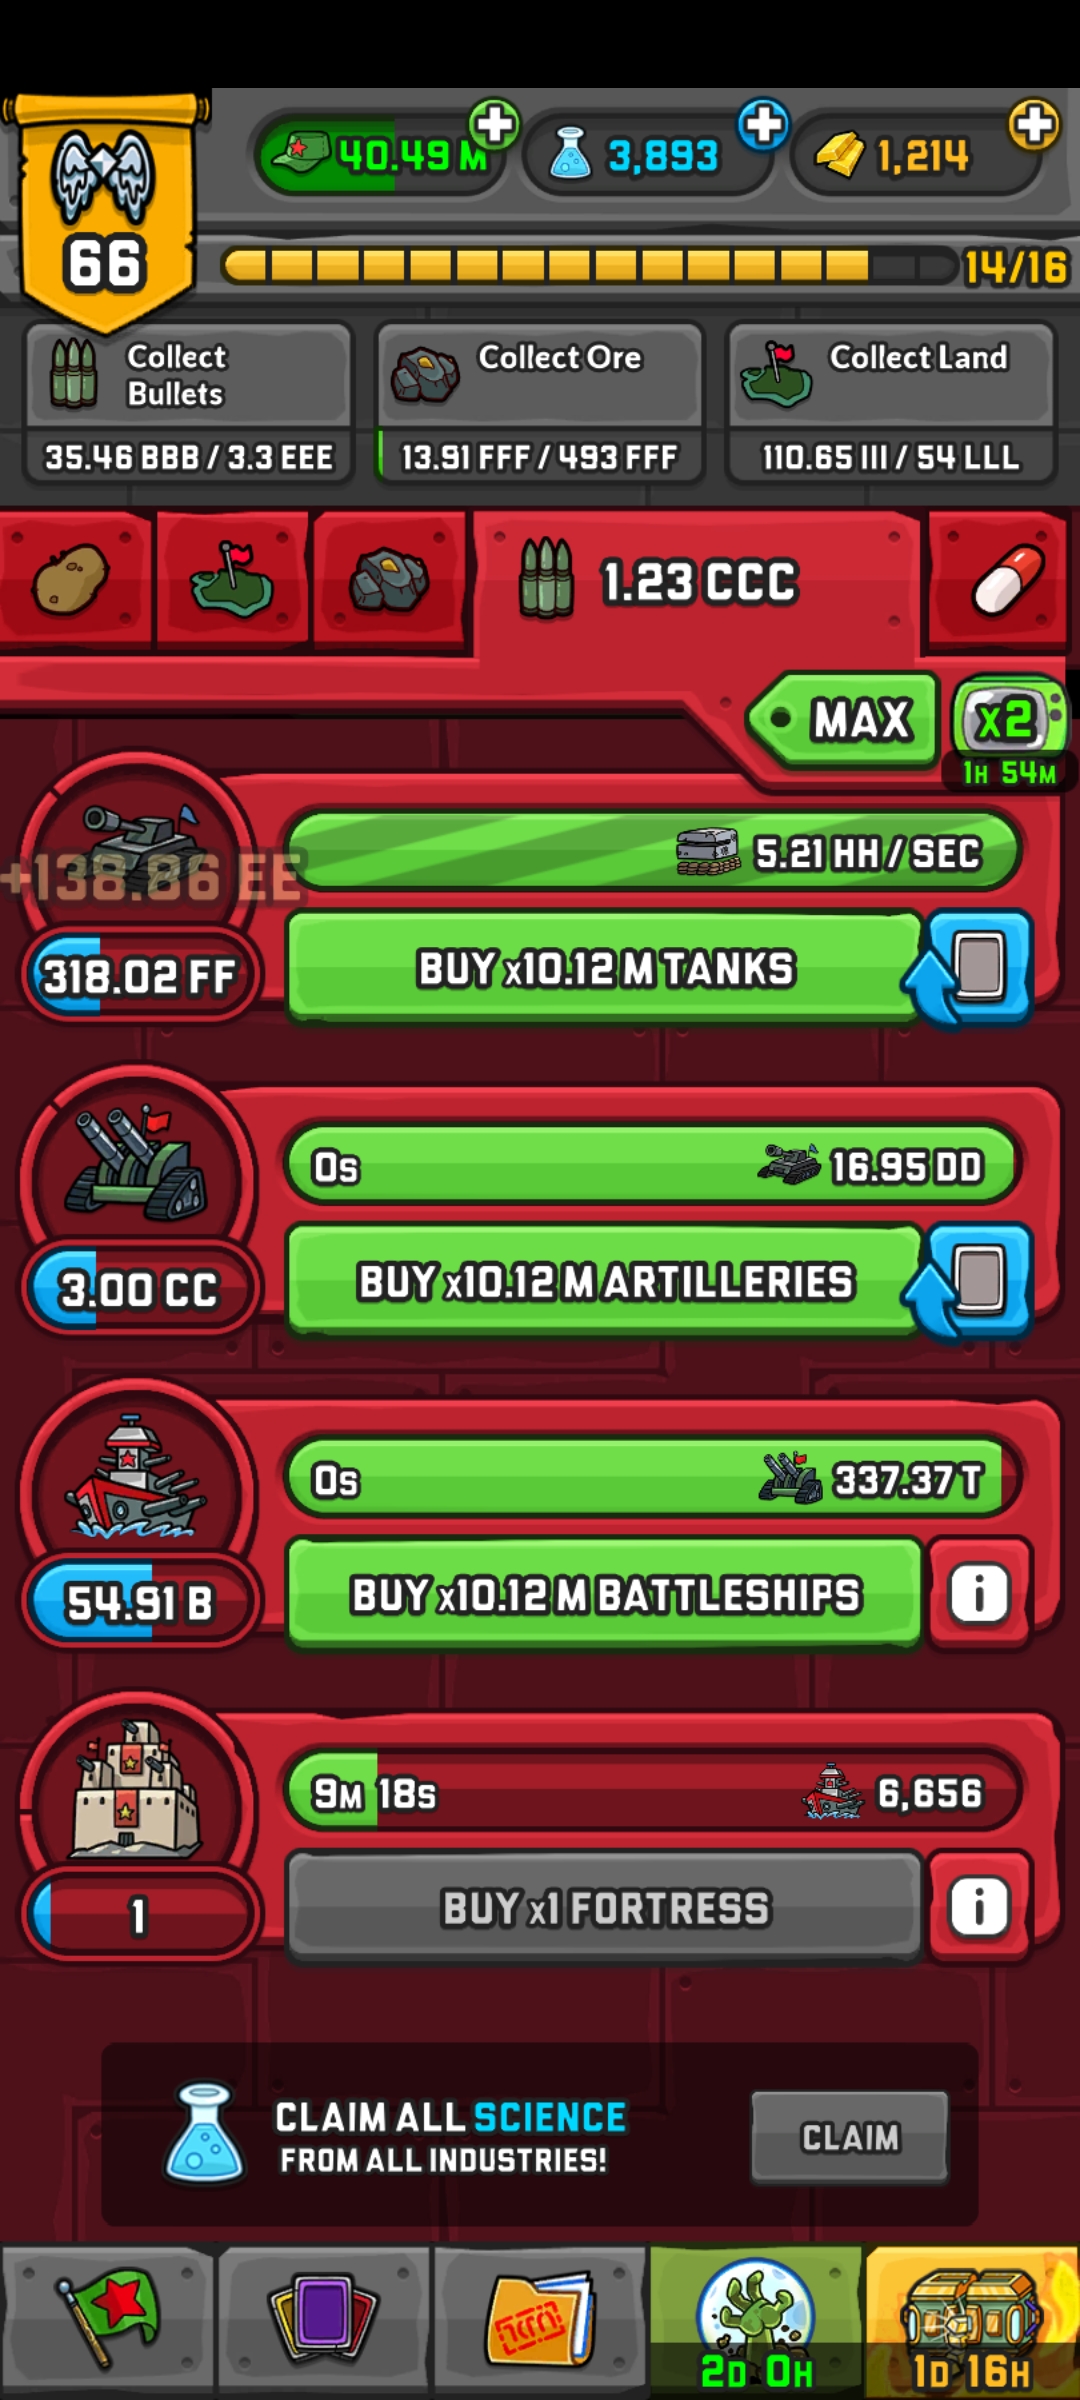 40.49 M
3,893
1,214
66
14/16
Collect
Bullets
35.46 BBB / 3.3 EEE
Collect Ore
13.91 FFF / 493 FFF
Collect Land
110.65 III / 54 LLL
1.23 CCC
MAX
x2
1H 54M
+138.06 EE
5.21 HH / SEC
318.02 FF
BUY x10.12 M TANKS
0s
16.95 DD
3.00 CC
BUY x10.12 M ARTILLERIES
0s
337.37 T
54.91 B
BUY x10.12 M BATTLESHIPS
i
9M 18s
6,656
1
BUY x1 FORTRESS
i
CLAIM ALL SCIENCE
FROM ALL INDUSTRIES!
CLAIM
2D 0H
1D 16H